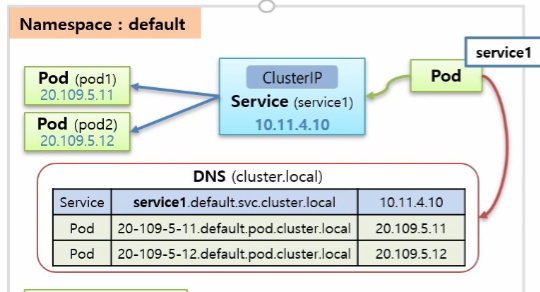 Namespace : default
service1
Pod (pod1)
20.109.5.11
Pod (pod2)
20.109.5.12
ClusterIP
Service (service1)
10.11.4.10
Pod
DNS (cluster.local)
Service service1.default.svc.cluster.local 10.11.4.10
Pod 20-109-5-11.default.pod.cluster.local 20.109.5.11
Pod 20-109-5-12.default.pod.cluster.local 20.109.5.12